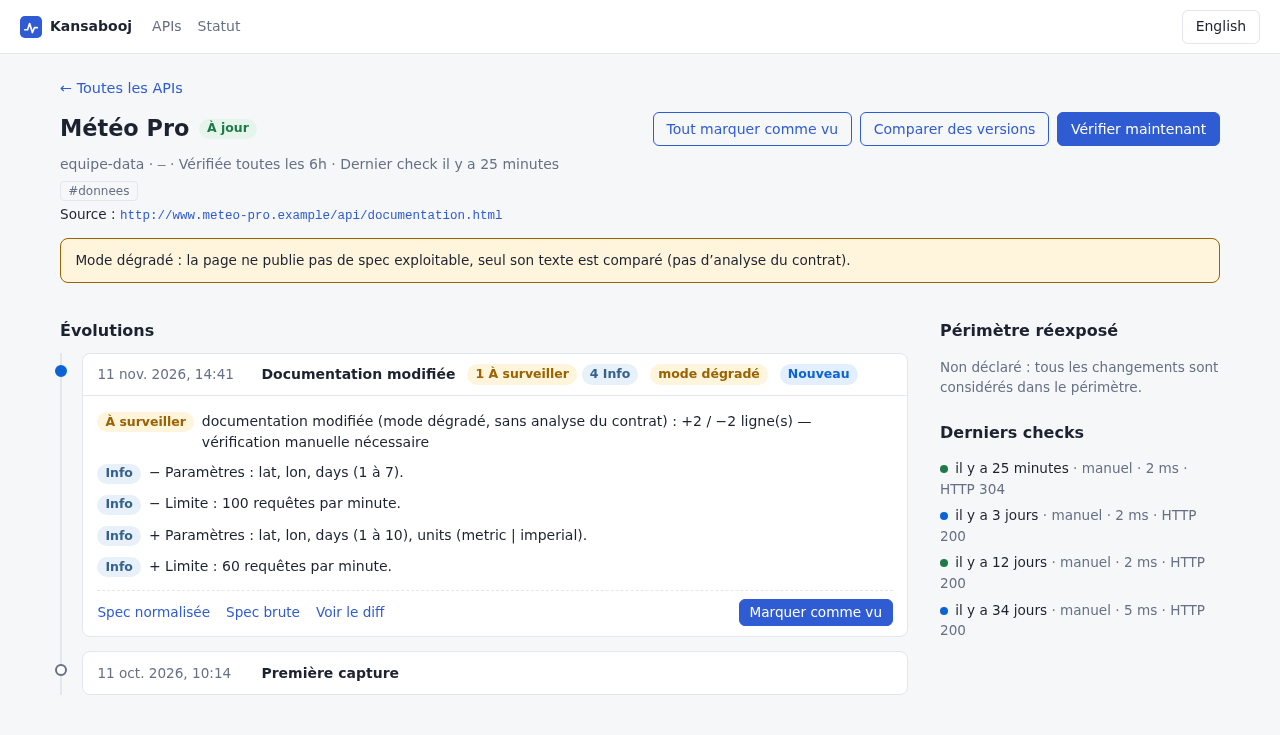 Kansabooj APIs Statut English
← Toutes les APIs
Météo Pro À jour Tout marquer comme vu Comparer des versions Vérifier maintenant
equipe-data · – · Vérifiée toutes les 6h · Dernier check il y a 25 minutes
#donnees
Source : http://www.meteo-pro.example/api/documentation.html
Mode dégradé : la page ne publie pas de spec exploitable, seul son texte est comparé (pas d’analyse du contrat).
Évolutions
11 nov. 2026, 14:41 Documentation modifiée 1 À surveiller 4 Info mode dégradé Nouveau
À surveiller documentation modifiée (mode dégradé, sans analyse du contrat) : +2 / −2 ligne(s) —
vérification manuelle nécessaire
Info − Paramètres : lat, lon, days (1 à 7).
Info − Limite : 100 requêtes par minute.
Info + Paramètres : lat, lon, days (1 à 10), units (metric | imperial).
Info + Limite : 60 requêtes par minute.
Spec normalisée Spec brute Voir le diff Marquer comme vu
11 oct. 2026, 10:14 Première capture
Périmètre réexposé
Non déclaré : tous les changements sont
considérés dans le périmètre.
Derniers checks
il y a 25 minutes · manuel · 2 ms ·
HTTP 304
il y a 3 jours · manuel · 2 ms · HTTP
200
il y a 12 jours · manuel · 2 ms · HTTP
200
il y a 34 jours · manuel · 5 ms · HTTP
200